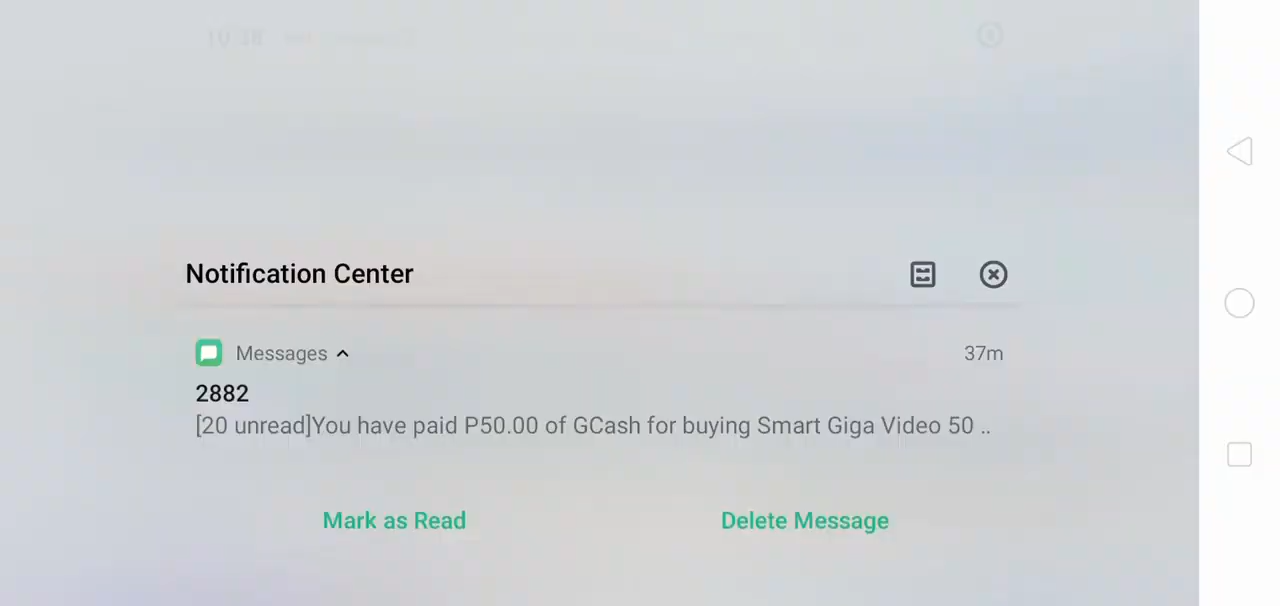 Notification Center
Messages 37m
2882
[20 unread]You have paid P50.00 of GCash for buying Smart Giga Video 50 ..
Mark as Read Delete Message